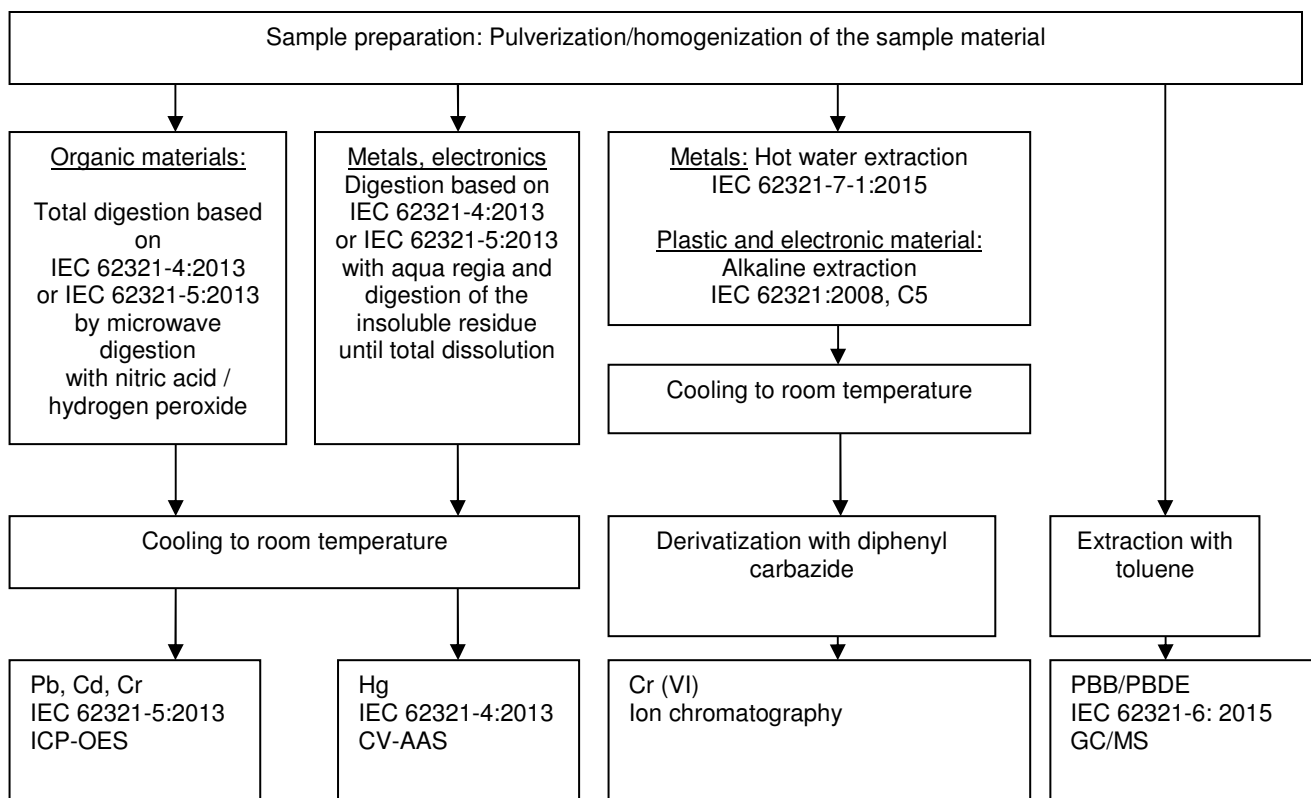 Sample preparation: Pulverization/homogenization of the sample material
Organic materials:
Total digestion based
on
IEC 62321-4:2013
or IEC 62321-5:2013
by microwave
digestion
with nitric acid /
hydrogen peroxide
Metals, electronics
Digestion based on
IEC 62321-4:2013
or IEC 62321-5:2013
with aqua regia and
digestion of the
insoluble residue
until total dissolution
Metals: Hot water extraction
IEC 62321-7-1:2015
Plastic and electronic material:
Alkaline extraction
IEC 62321:2008, C5
Cooling to room temperature
Cooling to room temperature
Derivatization with diphenyl
carbazide
Extraction with
toluene
Pb, Cd, Cr
IEC 62321-5:2013
ICP-OES
Hg
IEC 62321-4:2013
CV-AAS
Cr (VI)
Ion chromatography
PBB/PBDE
IEC 62321-6: 2015
GC/MS